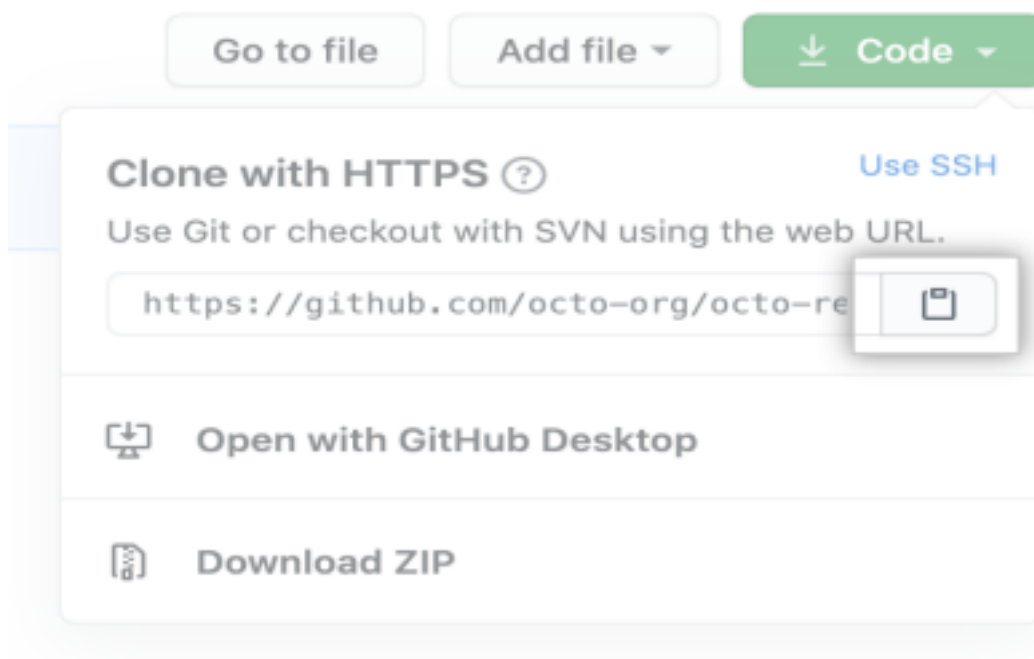 Go to file
Add file
Code
Clone with HTTPS
Use SSH
Use Git or checkout with SVN using the web URL.
https://github.com/octo-org/octo-re
Open with GitHub Desktop
Download ZIP